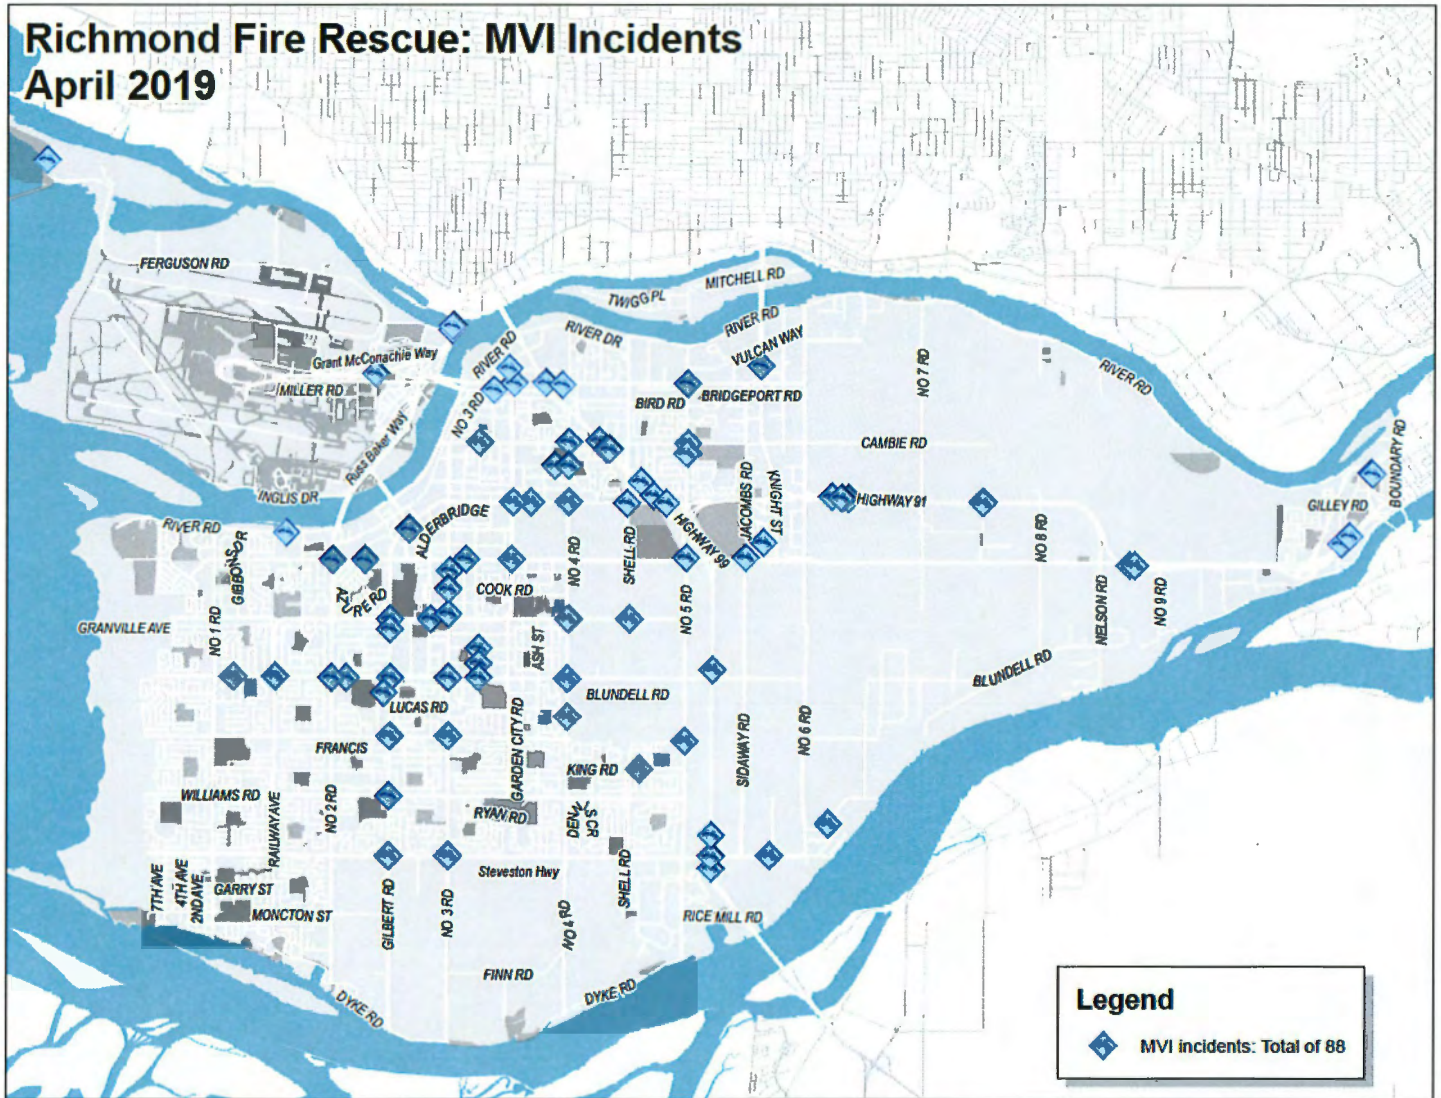 Richmond Fire Rescue: MVI Incidents
April 2019
FERGUSON RD
MITCHELL RD
TWIGG PL
RIVER RD
RIVER DR
RIVER RD
VULCAN WAY
Grant McConachie Way
MILLER RD
NO 7 RD
RIVER RD
BIRD RD
BRIDGEPORT RD
NO 3 RD
Russ Baker Way
CAMBIE RD
BOUNDARY RD
INGLIS DR
JACOMBS RD
KNIGHT ST
HIGHWAY 91
GILLEY RD
RIVER RD
ALDERBRIDGE
HIGHWAY 99
GIBBONS DR
NO 4 RD
SHELL RD
NO 8 RD
AZURE RD
COOK RD
NO 5 RD
NELSON RD
NO 9 RD
GRANVILLE AVE
NO 1 RD
ASH ST
BLUNDELL RD
BLUNDELL RD
LUCAS RD
GARDEN CITY RD
SIDAWAY RD
NO 6 RD
FRANCIS
KING RD
WILLIAMS RD
RAILWAY AVE
NO 2 RD
RYAN RD
7TH AVE
4TH AVE
2ND AVE
GARRY ST
Steveston Hwy
SHELL RD
MONCTON ST
GILBERT RD
NO 3 RD
NO 4 RD
RICE MILL RD
FINN RD
DYKE RD
DYKE RD
Legend
MVI incidents: Total of 88